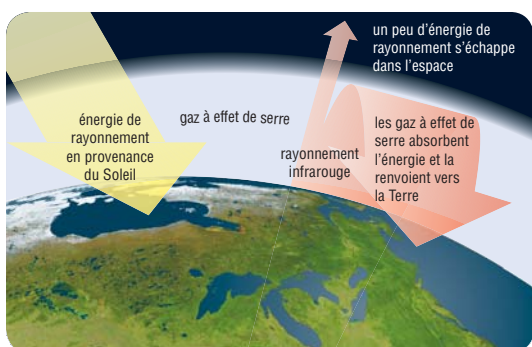 énergie de
rayonnement
en provenance
du Soleil
gaz à effet de serre
rayonnement
infrarouge
un peu d'énergie de
rayonnement s'échappe
dans l'espace
les gaz à effet de
serre absorbent
l'énergie et la
renvoient vers
la Terre